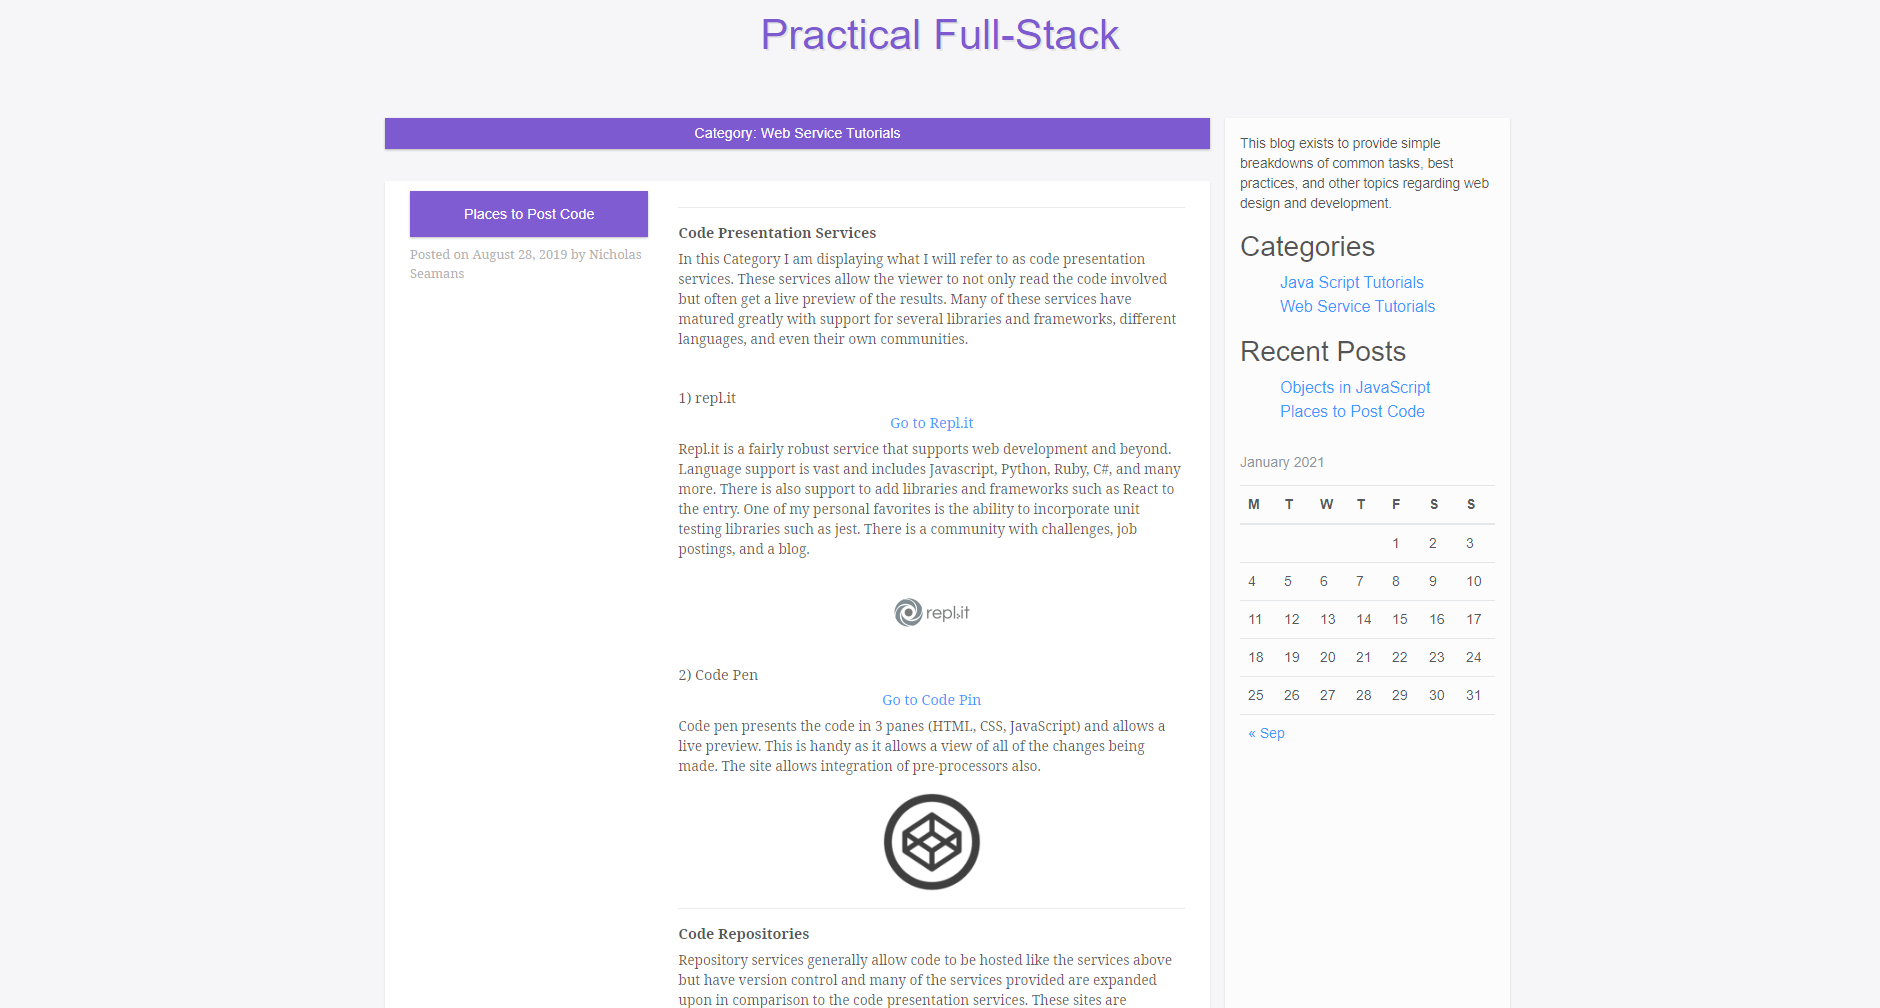 Practical Full-Stack
Category: Web Service Tutorials
Places to Post Code
Posted on August 28, 2019 by Nicholas
Seamans
Code Presentation Services
In this Category I am displaying what I will refer to as code presentation
services. These services allow the viewer to not only read the code involved
but often get a live preview of the results. Many of these services have
matured greatly with support for several libraries and frameworks, different
languages, and even their own communities.
1) repl.it
Go to Repl.it
Repl.it is a fairly robust service that supports web development and beyond.
Language support is vast and includes Javascript, Python, Ruby, C#, and many
more. There is also support to add libraries and frameworks such as React to
the entry. One of my personal favorites is the ability to incorporate unit
testing libraries such as jest. There is a community with challenges, job
postings, and a blog.
repl.it
2) Code Pen
Go to Code Pin
Code pen presents the code in 3 panes (HTML, CSS, JavaScript) and allows a
live preview. This is handy as it allows a view of all of the changes being
made. The site allows integration of pre-processors also.
Code Repositories
Repository services generally allow code to be hosted like the services above
but have version control and many of the services provided are expanded
upon in comparison to the code presentation services. These sites are
This blog exists to provide simple
breakdowns of common tasks, best
practices, and other topics regarding web
design and development.
Categories
Java Script Tutorials
Web Service Tutorials
Recent Posts
Objects in JavaScript
Places to Post Code
January 2021
M T W T F S S
1 2 3
4 5 6 7 8 9 10
11 12 13 14 15 16 17
18 19 20 21 22 23 24
25 26 27 28 29 30 31
« Sep